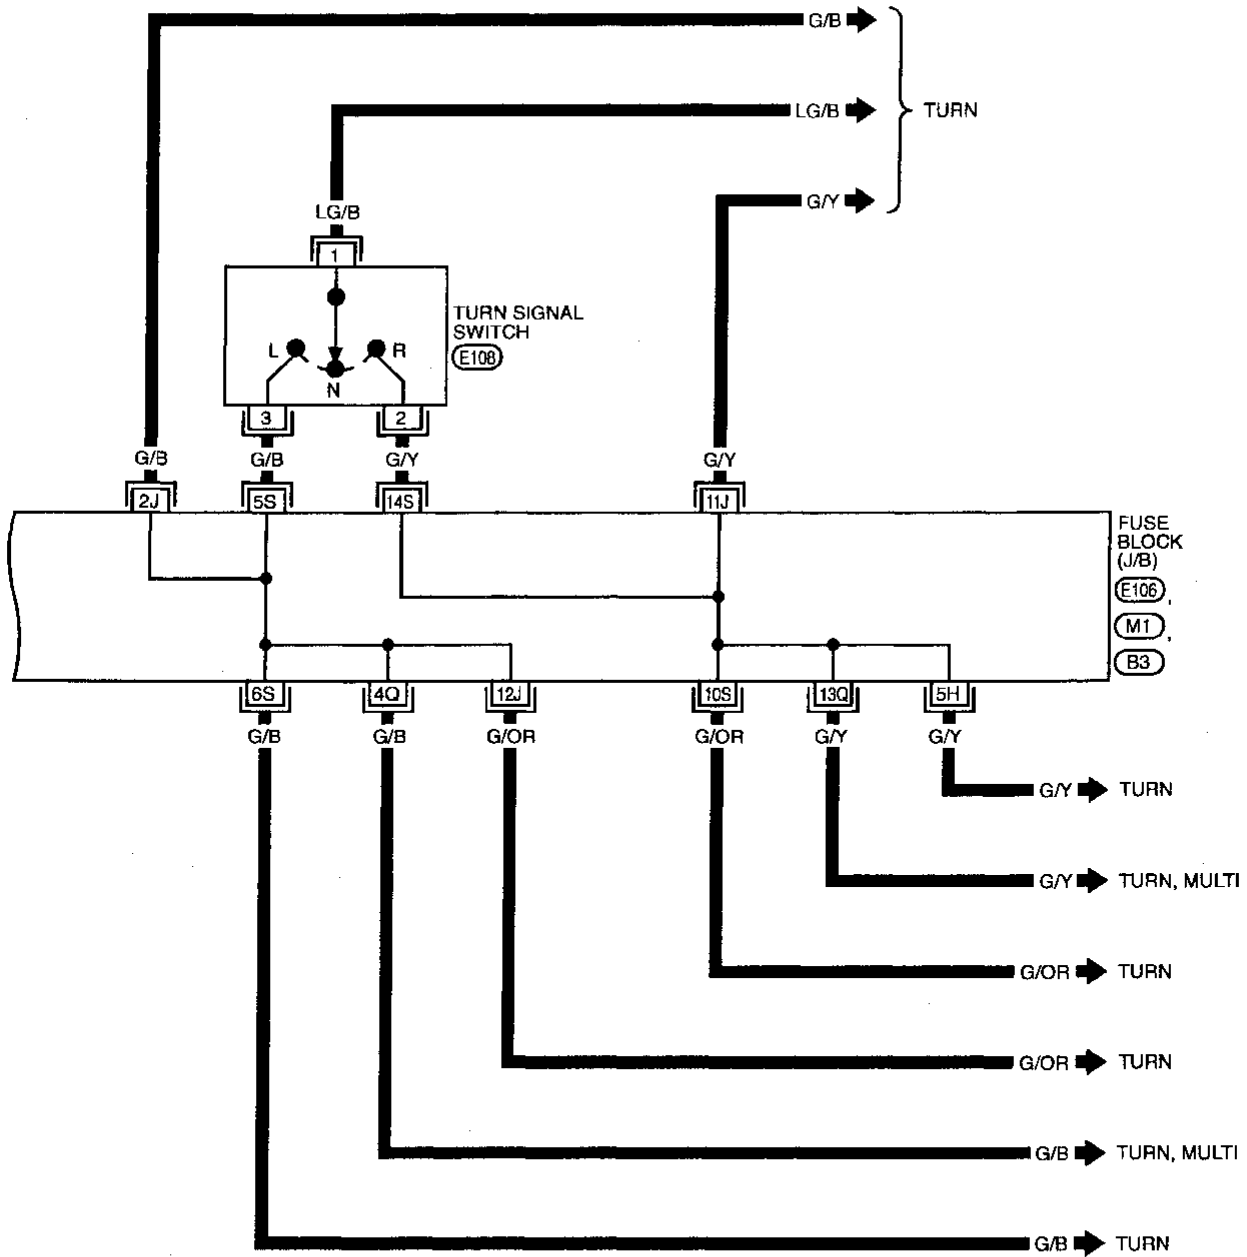 G/B
LG/B
TURN
G/Y
LG/B
1
TURN SIGNAL
SWITCH
E108
L
R
N
3
2
G/B
G/B
G/Y
G/Y
2J
5S
14S
11J
FUSE
BLOCK
(J/B)
E106,
M1,
B3
6S
4Q
12J
10S
13Q
5H
G/B
G/B
G/OR
G/OR
G/Y
G/Y
G/Y TURN
G/Y TURN, MULTI
G/OR TURN
G/OR TURN
G/B TURN, MULTI
G/B TURN